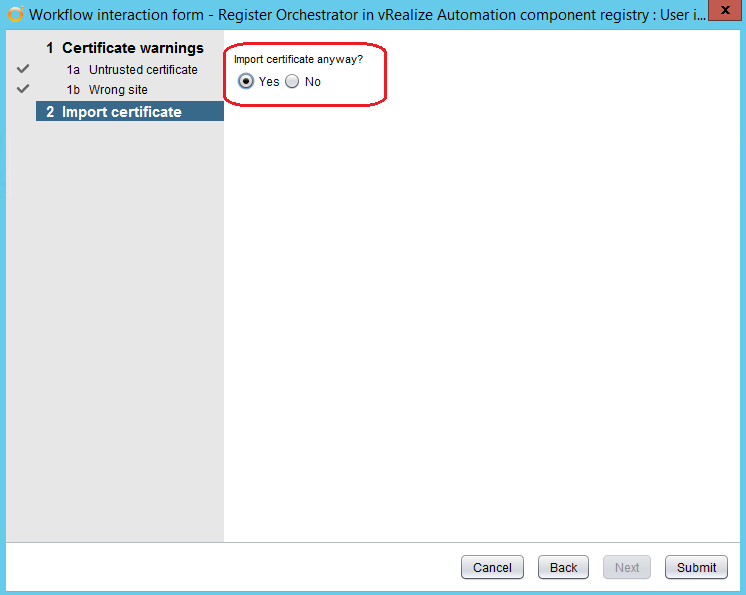 Workflow interaction form - Register Orchestrator in vRealize Automation component registry : User i...
x
1 Certificate warnings
1a Untrusted certificate
1b Wrong site
2 Import certificate
Import certificate anyway?
Yes No
Cancel Back Next Submit